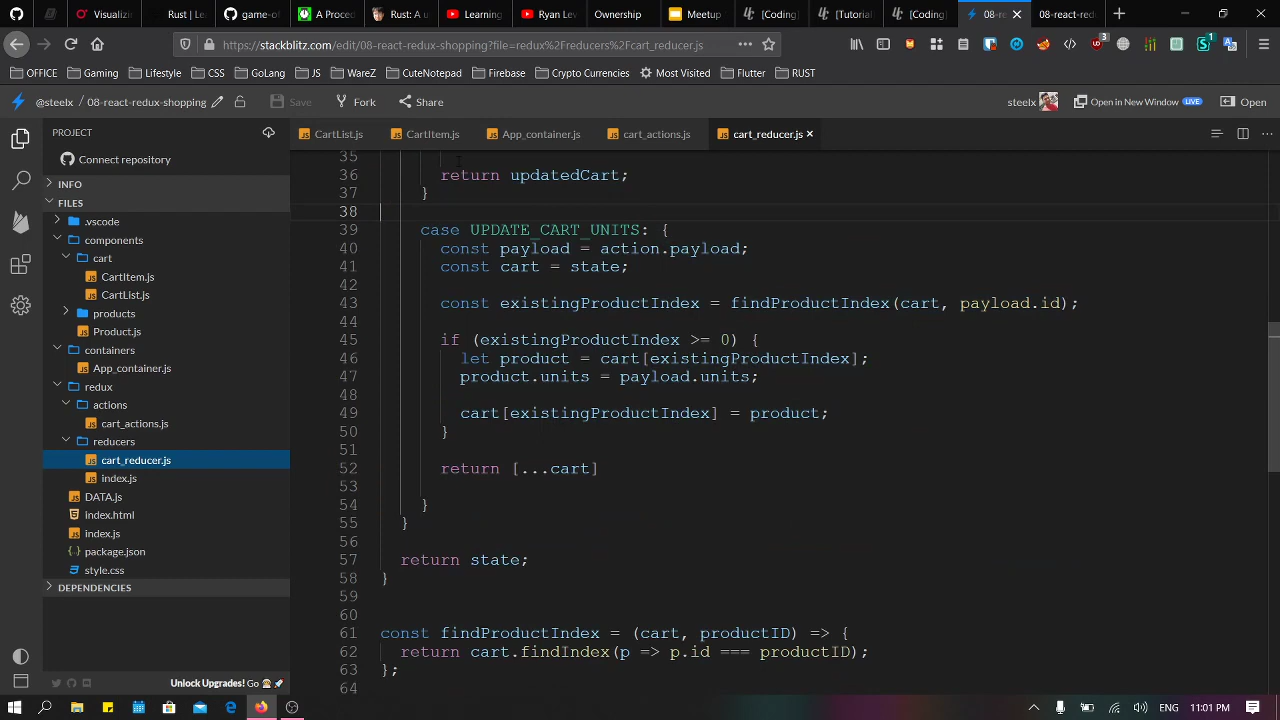 Visualizi
Rust | Le
game-of
A Proced
Rust: A u
Learning
Ryan Lev
Ownership
Meetup
[Coding]
[Tutorial
[Coding]
08-rea
08-react-red
https://stackblitz.com/edit/08-react-redux-shopping?file=redux%2Freducers%2Fcart_reducer.js
OFFICE Gaming Lifestyle CSS GoLang JS WareZ CuteNotepad Firebase Crypto Currencies Most Visited Flutter RUST
@steelx / 08-react-redux-shopping Save Fork Share steelx Open in New Window LIVE Open
PROJECT
Connect repository
INFO
FILES
.vscode
components
cart
CartItem.js
CartList.js
products
Product.js
containers
App_container.js
redux
actions
cart_actions.js
reducers
cart_reducer.js
index.js
DATA.js
index.html
index.js
package.json
style.css
DEPENDENCIES
Unlock Upgrades! Go
CartList.js CartItem.js App_container.js cart_actions.js cart_reducer.js
35
36 return updatedCart;
37 }
38
39 case UPDATE_CART_UNITS: {
40 const payload = action.payload;
41 const cart = state;
42
43 const existingProductIndex = findProductIndex(cart, payload.id);
44
45 if (existingProductIndex >= 0) {
46 let product = cart[existingProductIndex];
47 product.units = payload.units;
48
49 cart[existingProductIndex] = product;
50 }
51
52 return [...cart]
53
54 }
55 }
56
57 return state;
58 }
59
60
61 const findProductIndex = (cart, productID) => {
62 return cart.findIndex(p => p.id === productID);
63 };
64
ENG 11:01 PM